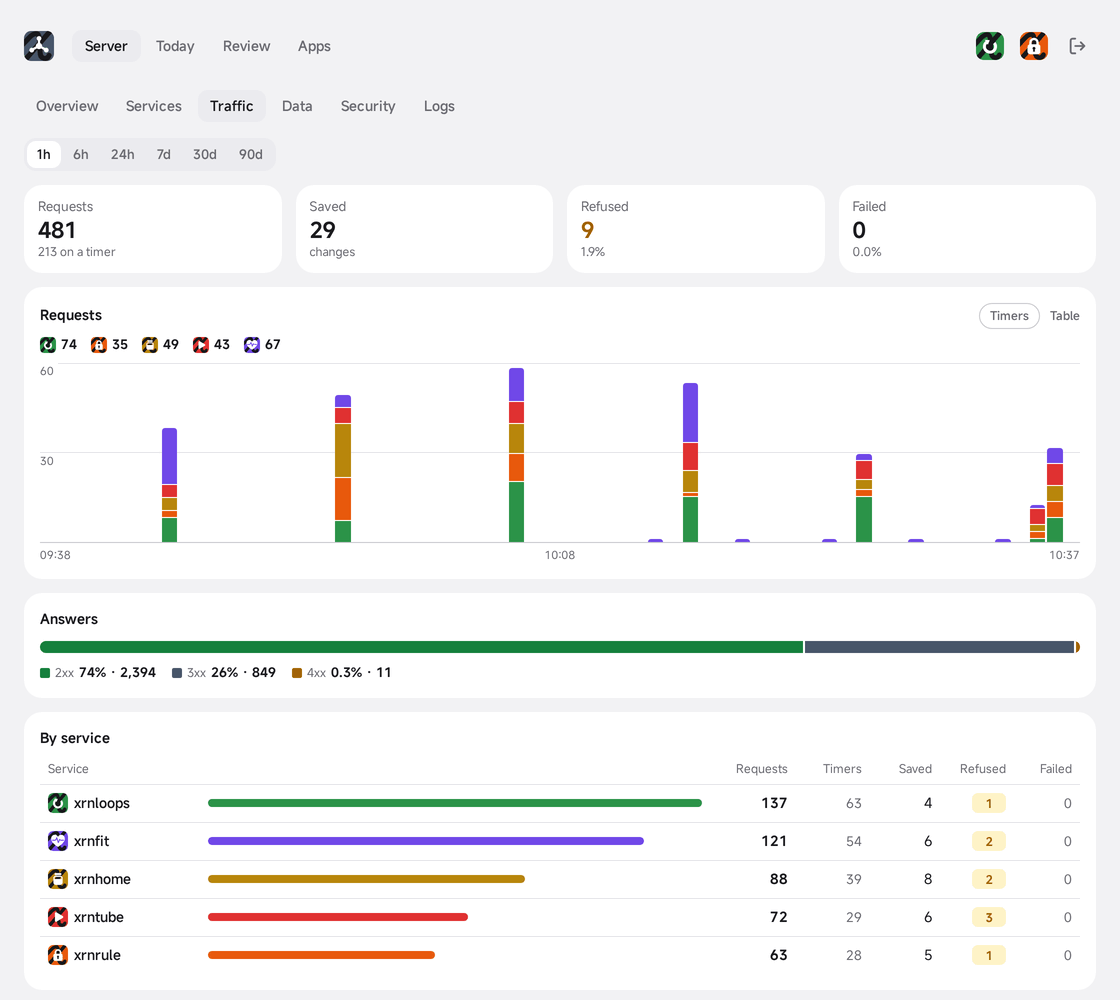 Server Today Review Apps
Overview Services Traffic Data Security Logs
1h 6h 24h 7d 30d 90d
Requests
481
213 on a timer
Saved
29
changes
Refused
9
1.9%
Failed
0
0.0%
Requests
Timers Table
74 35 49 43 67
60
30
09:38 10:08 10:37
Answers
2xx 74% · 2,394 3xx 26% · 849 4xx 0.3% · 11
By service
Service Requests Timers Saved Refused Failed
xrnloops 137 63 4 1 0
xrnfit 121 54 6 2 0
xrnhome 88 39 8 2 0
xrntube 72 29 6 3 0
xrnrule 63 28 5 1 0